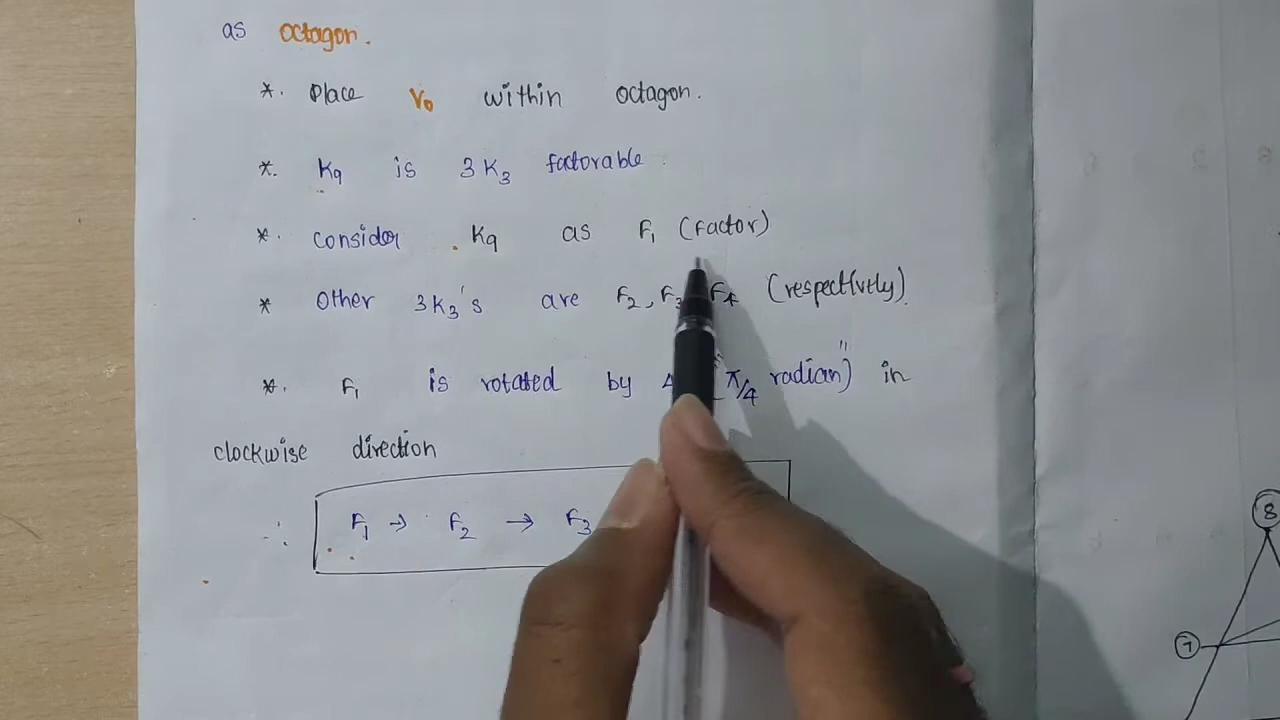 as octagon.
*. Place V₀ within octagon.
*. K₉ is 3K₃ factorable.
*. consider K₉ as F₁ (Factor)
* Other 3K₃'s are F₂, F₃ F₄ (respectively).
*. F₁ is rotated by π/4 radian") in
clockwise direction
∴ F₁ → F₂ → F₃
8
7